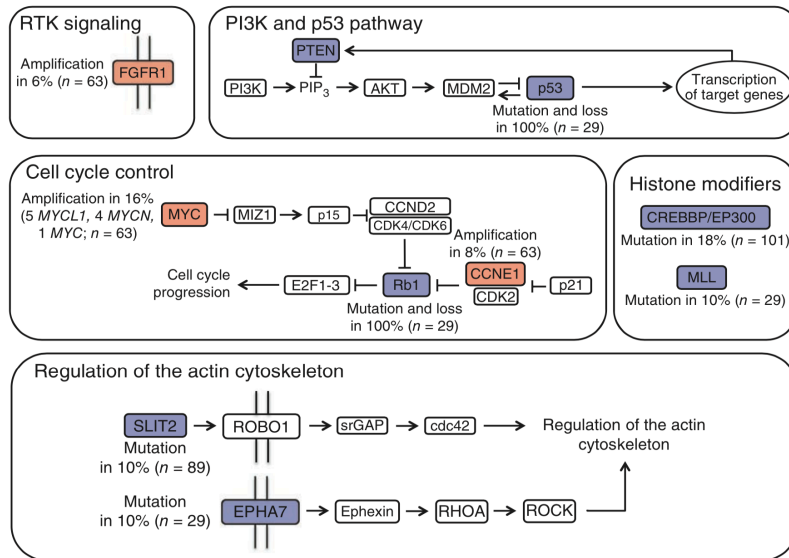 RTK signaling
Amplification
in 6% (n = 63)
FGFR1
PI3K and p53 pathway
PTEN
PI3K
PIP3
AKT
MDM2
p53
Transcription
of target genes
Mutation and loss
in 100% (n = 29)
Cell cycle control
Amplification in 16%
(5 MYCL1, 4 MYCN,
1 MYC; n = 63)
MYC
MIZ1
p15
CCND2
CDK4/CDK6
Amplification
in 8% (n = 63)
Cell cycle
progression
E2F1-3
Rb1
CCNE1
CDK2
p21
Mutation and loss
in 100% (n = 29)
Histone modifiers
CREBBP/EP300
Mutation in 18% (n = 101)
MLL
Mutation in 10% (n = 29)
Regulation of the actin cytoskeleton
SLIT2
ROBO1
srGAP
cdc42
Regulation of the actin
cytoskeleton
Mutation
in 10% (n = 89)
Mutation
in 10% (n = 29)
EPHA7
Ephexin
RHOA
ROCK